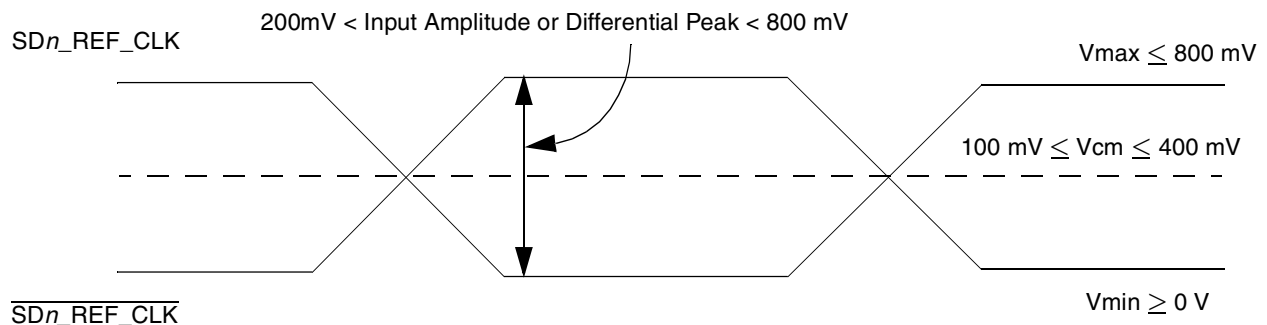 200mV < Input Amplitude or Differential Peak < 800 mV
SDn_REF_CLK
Vmax ≤ 800 mV
100 mV ≤ Vcm ≤ 400 mV
Vmin ≥ 0 V
SDn_REF_CLK